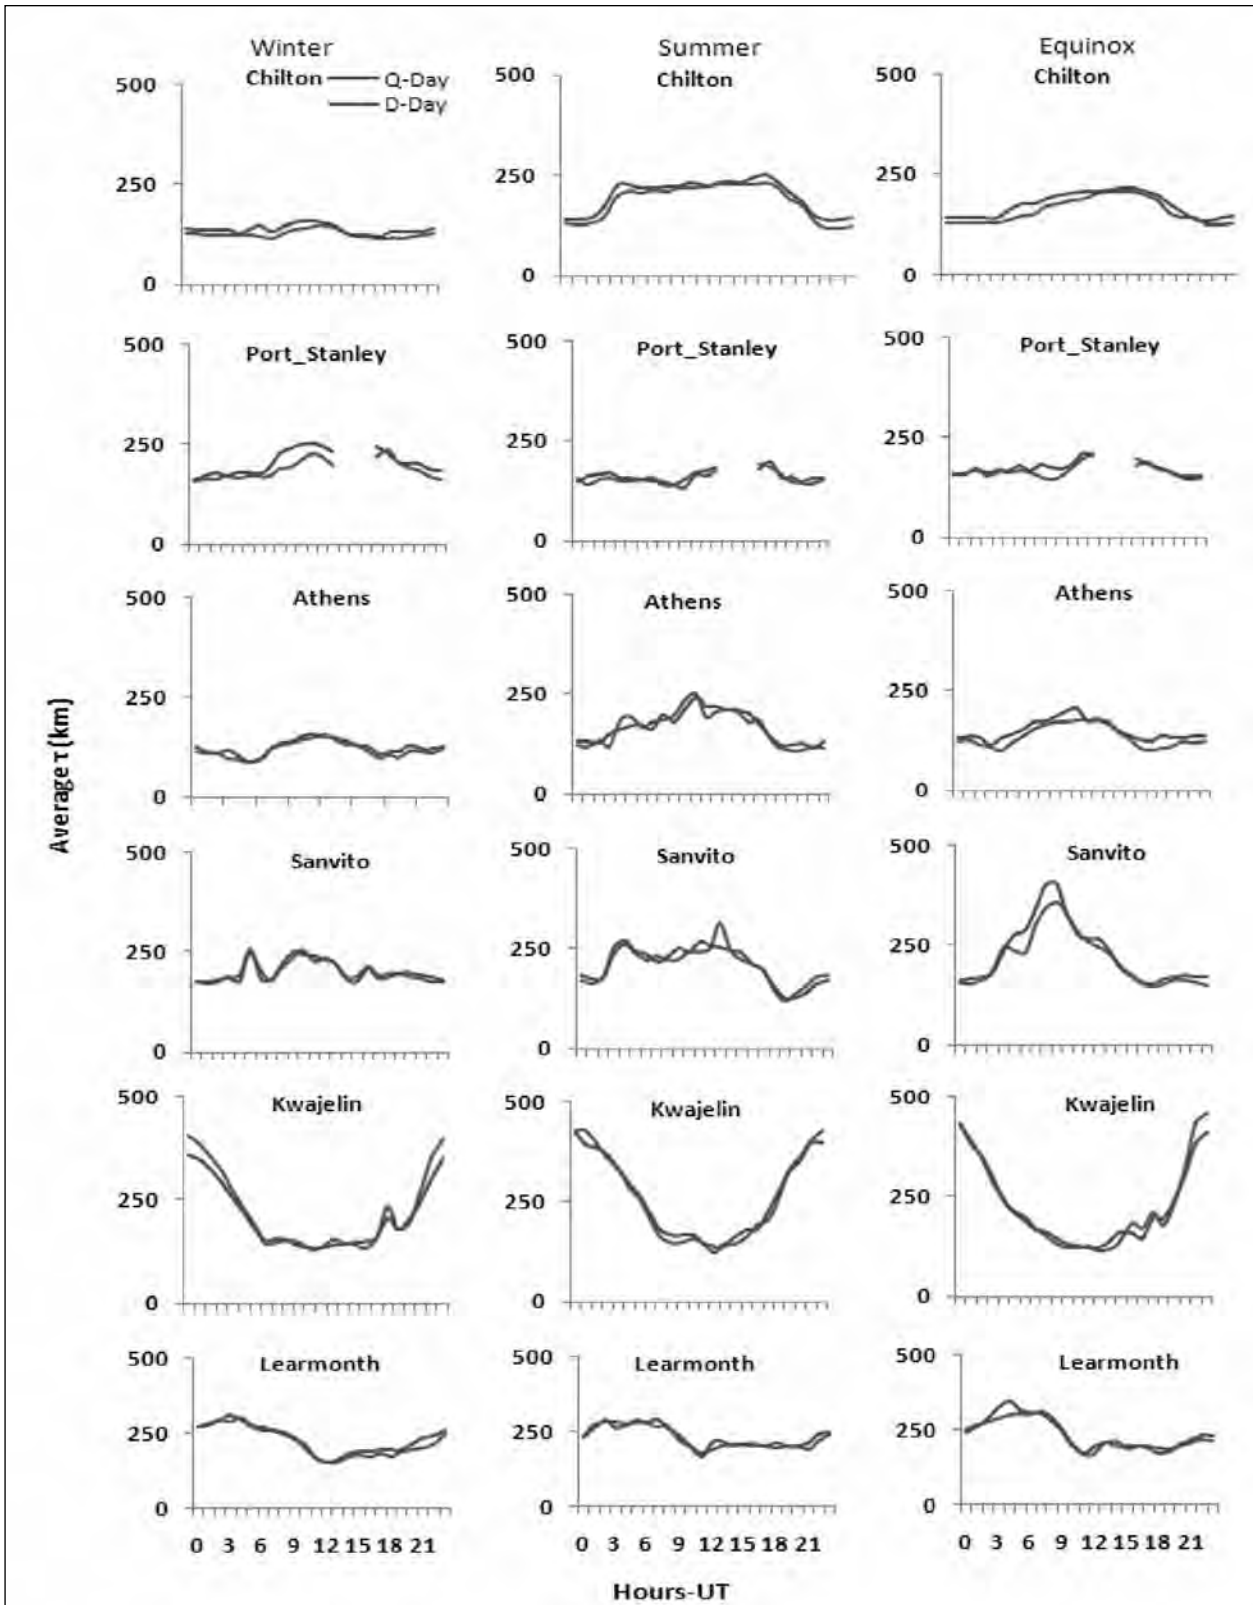 Winter Summer Equinox
Chilton Q-Day D-Day Chilton Chilton
500 500 500
250 250 250
0 0 0
Port_Stanley Port_Stanley Port_Stanley
500 500 500
250 250 250
0 0 0
Athens Athens Athens
500 500 500
250 250 250
0 0 0
Average τ (km)
Sanvito Sanvito Sanvito
500 500 500
250 250 250
0 0 0
Kwajelin Kwajelin Kwajelin
500 500 500
250 250 250
0 0 0
Learmonth Learmonth Learmonth
500 500 500
250 250 250
0 0 0
0 3 6 9 12 15 18 21 0 3 6 9 12 15 18 21 0 3 6 9 12 15 18 21
Hours-UT